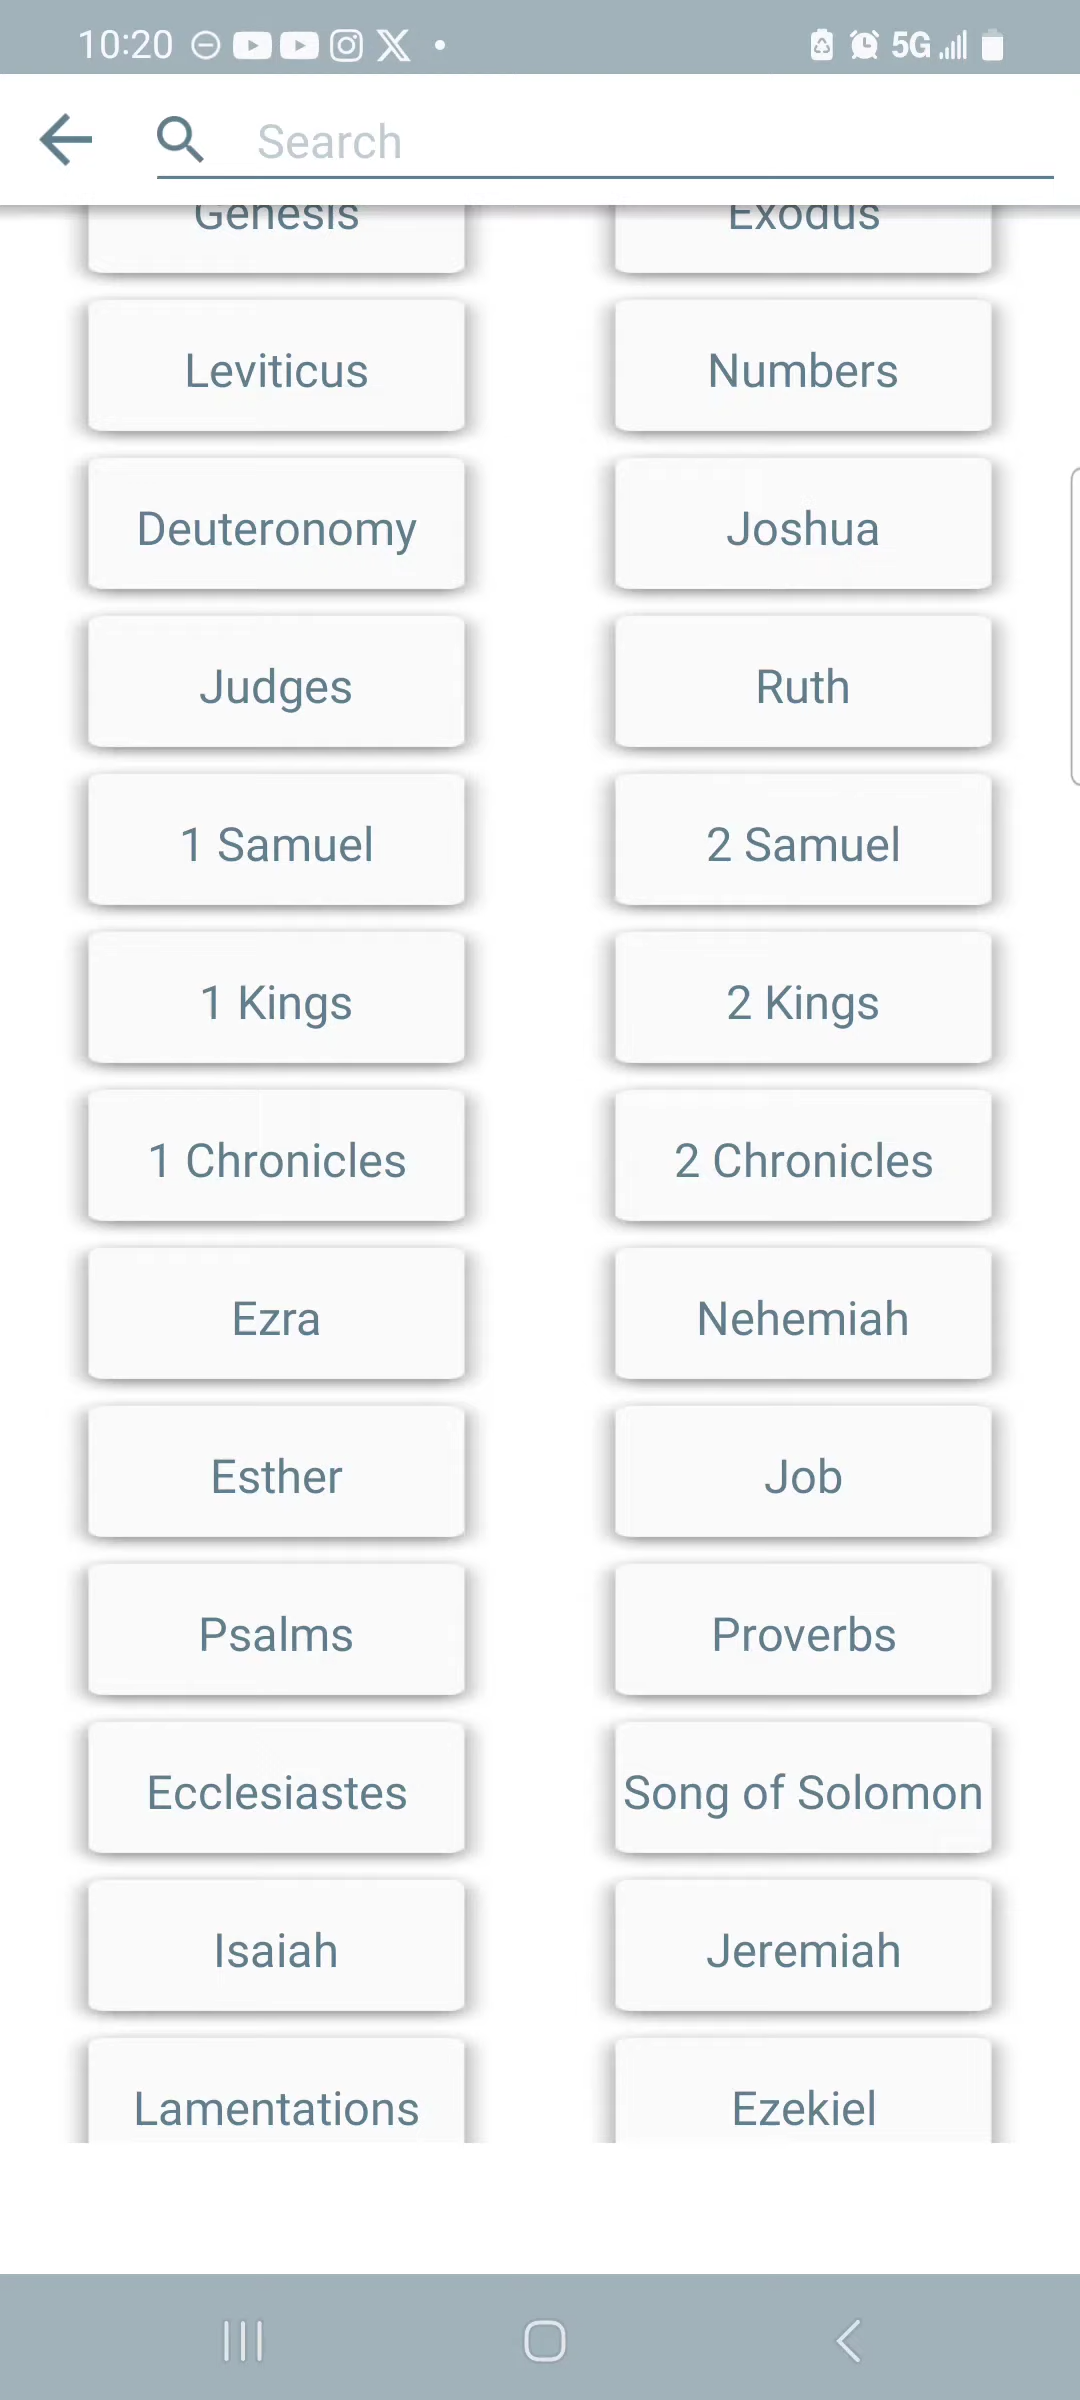 10:20 5G
Search
Genesis Exodus
Leviticus Numbers
Deuteronomy Joshua
Judges Ruth
1 Samuel 2 Samuel
1 Kings 2 Kings
1 Chronicles 2 Chronicles
Ezra Nehemiah
Esther Job
Psalms Proverbs
Ecclesiastes Song of Solomon
Isaiah Jeremiah
Lamentations Ezekiel